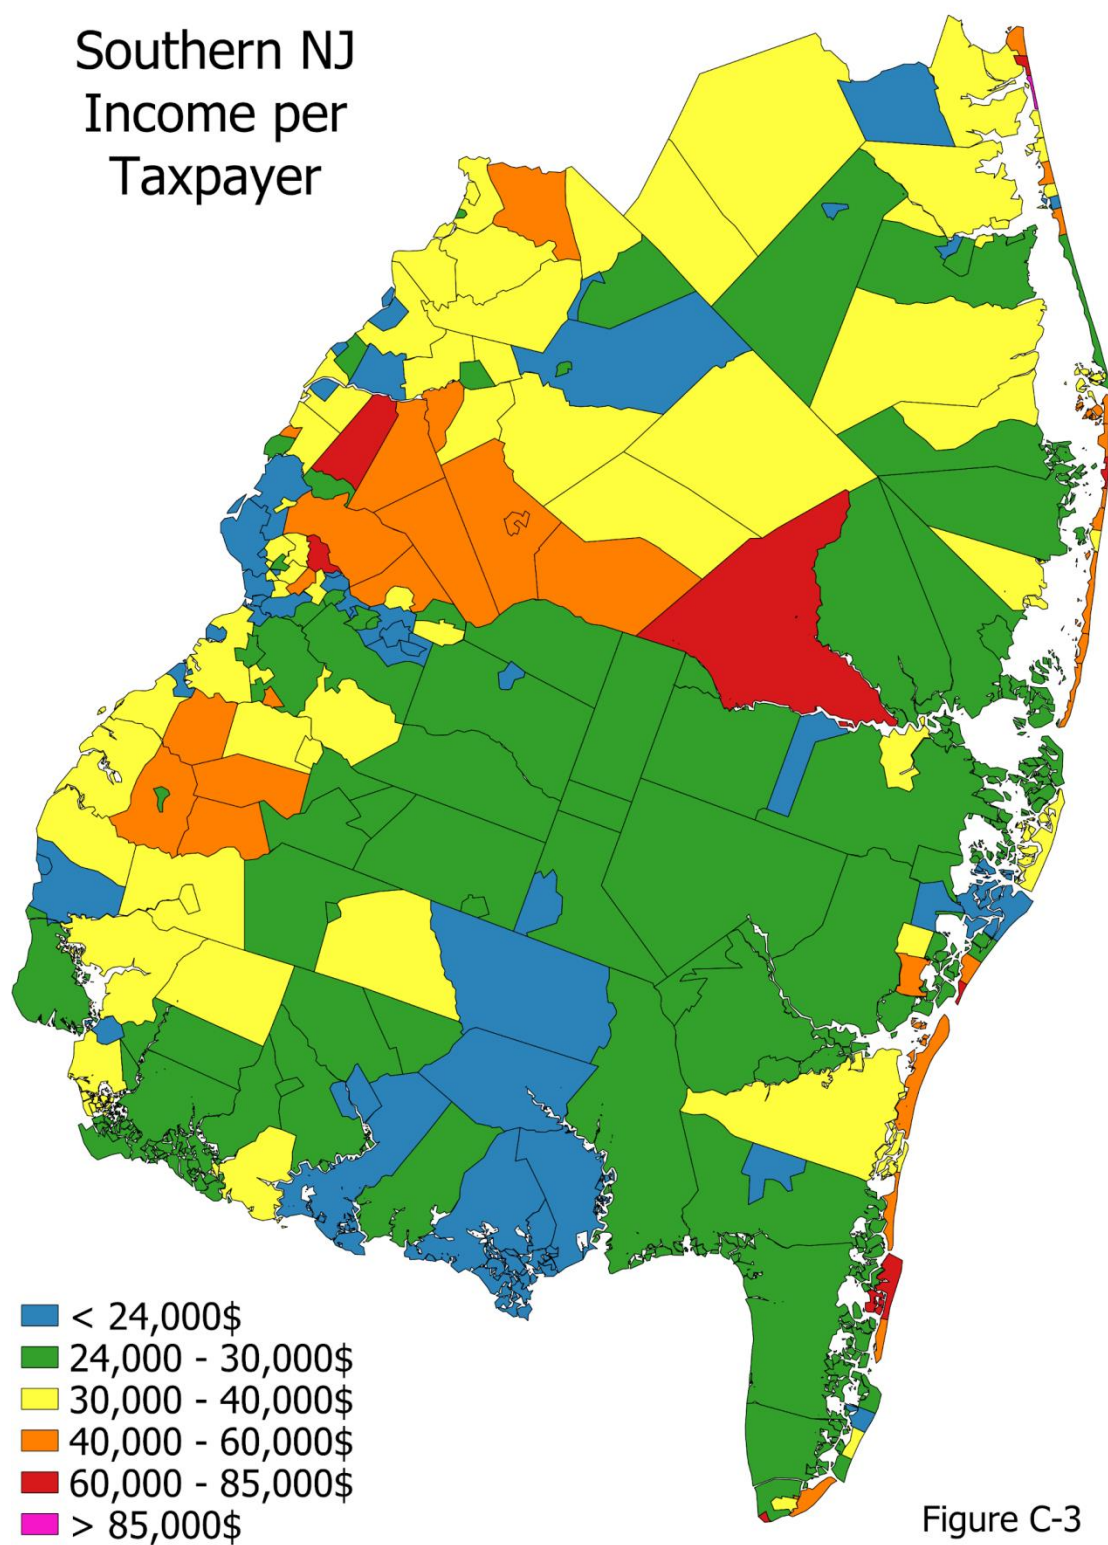 Southern NJ
Income per
Taxpayer
< 24,000$
24,000 - 30,000$
30,000 - 40,000$
40,000 - 60,000$
60,000 - 85,000$
> 85,000$
Figure C-3